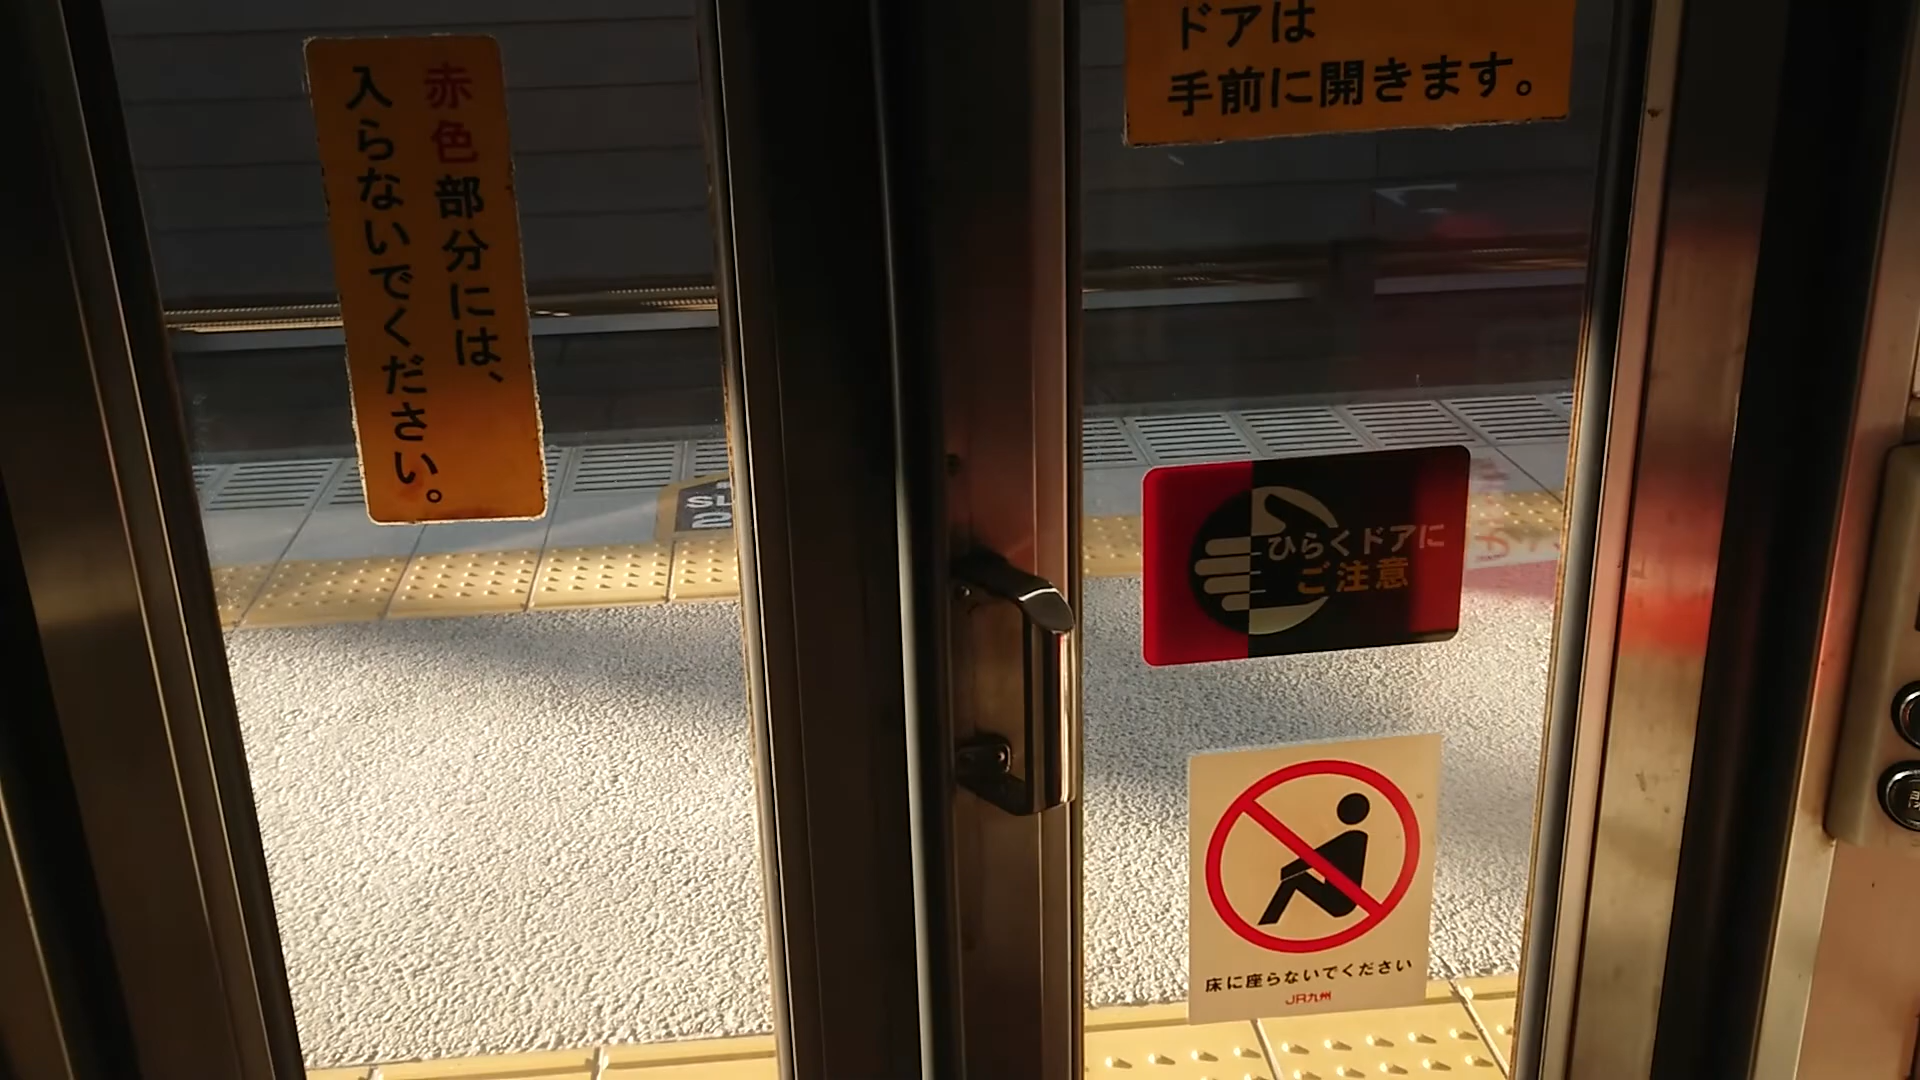 赤色部分には、
入らないでください。
ドアは
手前に開きます。
ひらくドアに
ご注意
床に座らないでください
JR九州